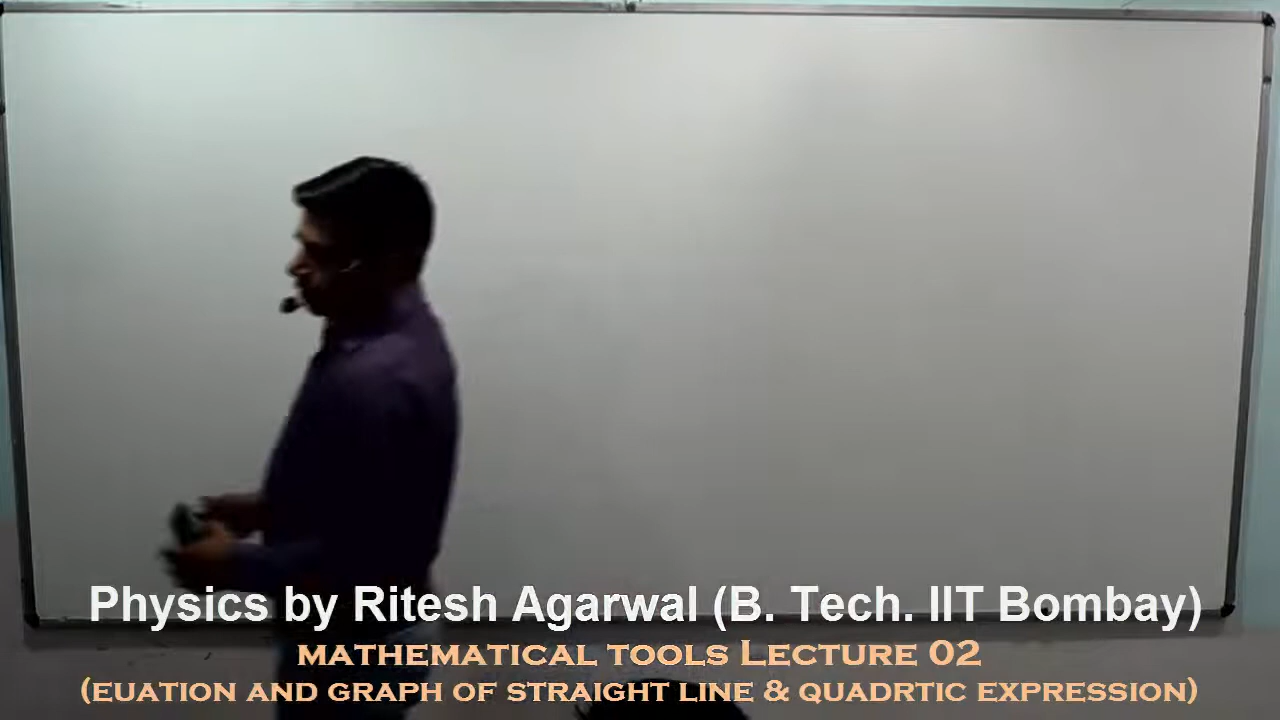 Physics by Ritesh Agarwal (B. Tech. IIT Bombay)
MATHEMATICAL TOOLS LECTURE 02
(EUATION AND GRAPH OF STRAIGHT LINE & QUADRTIC EXPRESSION)